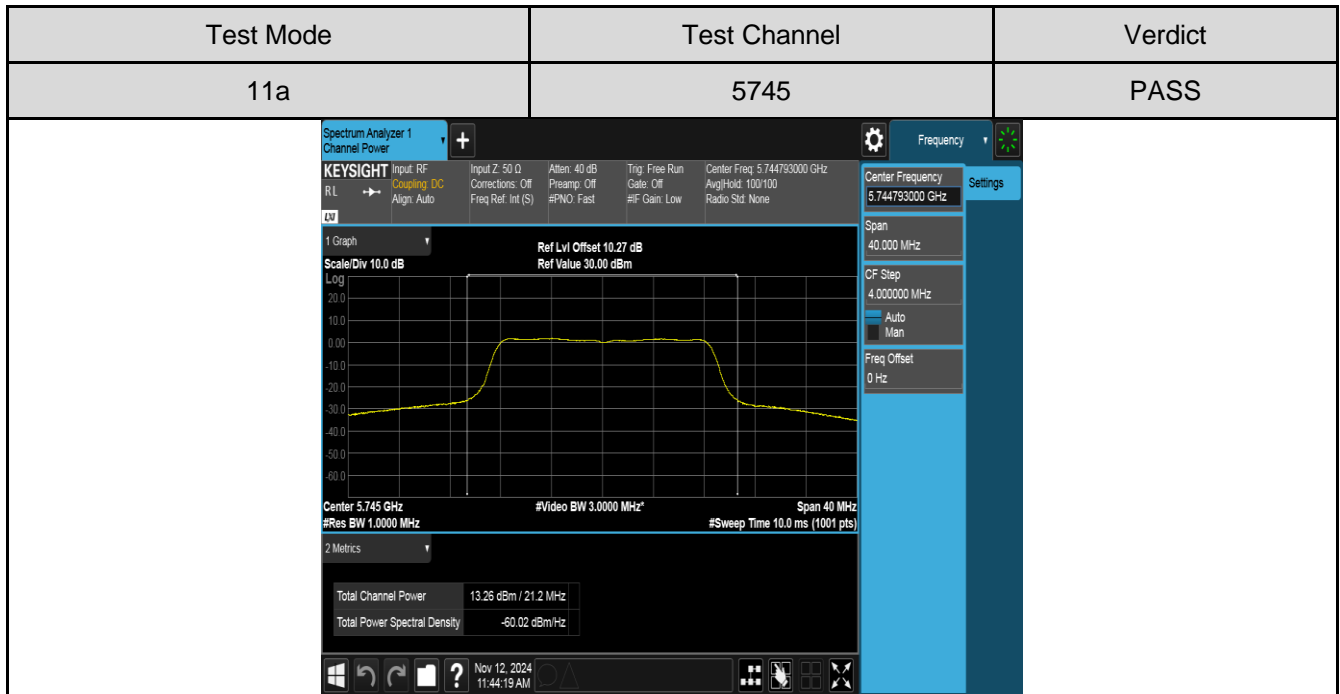 Test Mode Test Channel Verdict
11a 5745 PASS
Spectrum Analyzer 1
Channel Power
+
Frequency
KEYSIGHT Input: RF Input Z: 50 Ω Atten: 40 dB Trig: Free Run Center Freq: 5.744793000 GHz
RL Coupling: DC Corrections: Off Preamp: Off Gate: Off Avg|Hold: 100/100
Align: Auto Freq Ref: Int (S) #PNO: Fast #IF Gain: Low Radio Std: None
LXI
Center Frequency
5.744793000 GHz
Settings
Span
40.000 MHz
CF Step
4.000000 MHz
Auto
Man
Freq Offset
0 Hz
1 Graph
Ref Lvl Offset 10.27 dB
Scale/Div 10.0 dB Ref Value 30.00 dBm
Log
20.0
10.0
0.00
-10.0
-20.0
-30.0
-40.0
-50.0
-60.0
Center 5.745 GHz #Video BW 3.0000 MHz* Span 40 MHz
#Res BW 1.0000 MHz #Sweep Time 10.0 ms (1001 pts)
2 Metrics
Total Channel Power 13.26 dBm / 21.2 MHz
Total Power Spectral Density -60.02 dBm/Hz
? Nov 12, 2024
11:44:19 AM